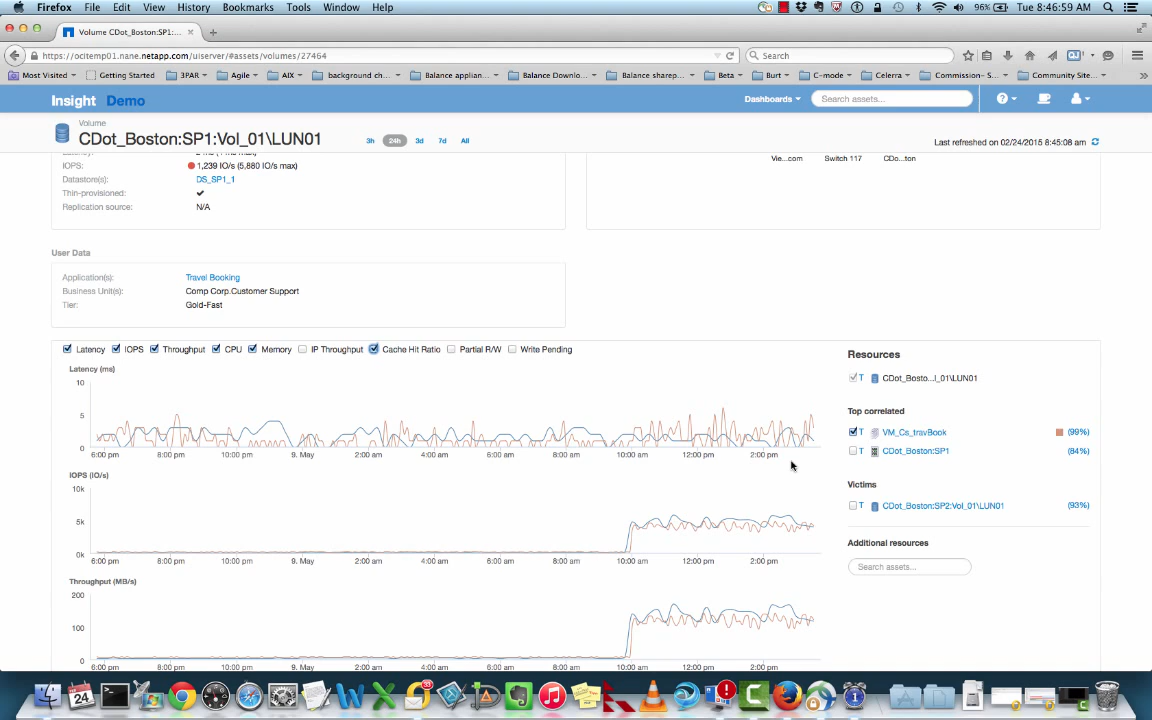 Firefox File Edit View History Bookmarks Tools Window Help 96% Tue 8:46:59 AM
Volume CDot_Boston:SP1:...
https://ocitemp01.nane.netapp.com/uiserver/#assets/volumes/27464 Search
Most Visited Getting Started 3PAR Agile AIX background ch... Balance applian... Balance Downlo... Balance sharep... Beta Burt C-mode Celerra Commission- S... Community Site...
Insight Demo Dashboards Search assets...
Volume
CDot_Boston:SP1:Vol_01\LUN01 3h 24h 3d 7d All Last refreshed on 02/24/2015 8:45:08 am
IOPS: 1,239 IO/s (5,880 IO/s max)
Datastore(s): DS_SP1_1
Thin-provisioned:
Replication source: N/A
Vie...com Switch 117 CDo...ton
User Data
Application(s): Travel Booking
Business Unit(s): Comp Corp.Customer Support
Tier: Gold-Fast
Latency IOPS Throughput CPU Memory IP Throughput Cache Hit Ratio Partial R/W Write Pending
Latency (ms)
10
5
0
6:00 pm 8:00 pm 10:00 pm 9. May 2:00 am 4:00 am 6:00 am 8:00 am 10:00 am 12:00 pm 2:00 pm
IOPS (IO/s)
10k
5k
0k
6:00 pm 8:00 pm 10:00 pm 9. May 2:00 am 4:00 am 6:00 am 8:00 am 10:00 am 12:00 pm 2:00 pm
Throughput (MB/s)
200
100
0
6:00 pm 8:00 pm 10:00 pm 9. May 2:00 am 4:00 am 6:00 am 8:00 am 10:00 am 12:00 pm 2:00 pm
Resources
T CDot_Bosto...l_01\LUN01
Top correlated
T VM_Cs_travBook (99%)
T CDot_Boston:SP1 (84%)
Victims
T CDot_Boston:SP2:Vol_01\LUN01 (93%)
Additional resources
Search assets...